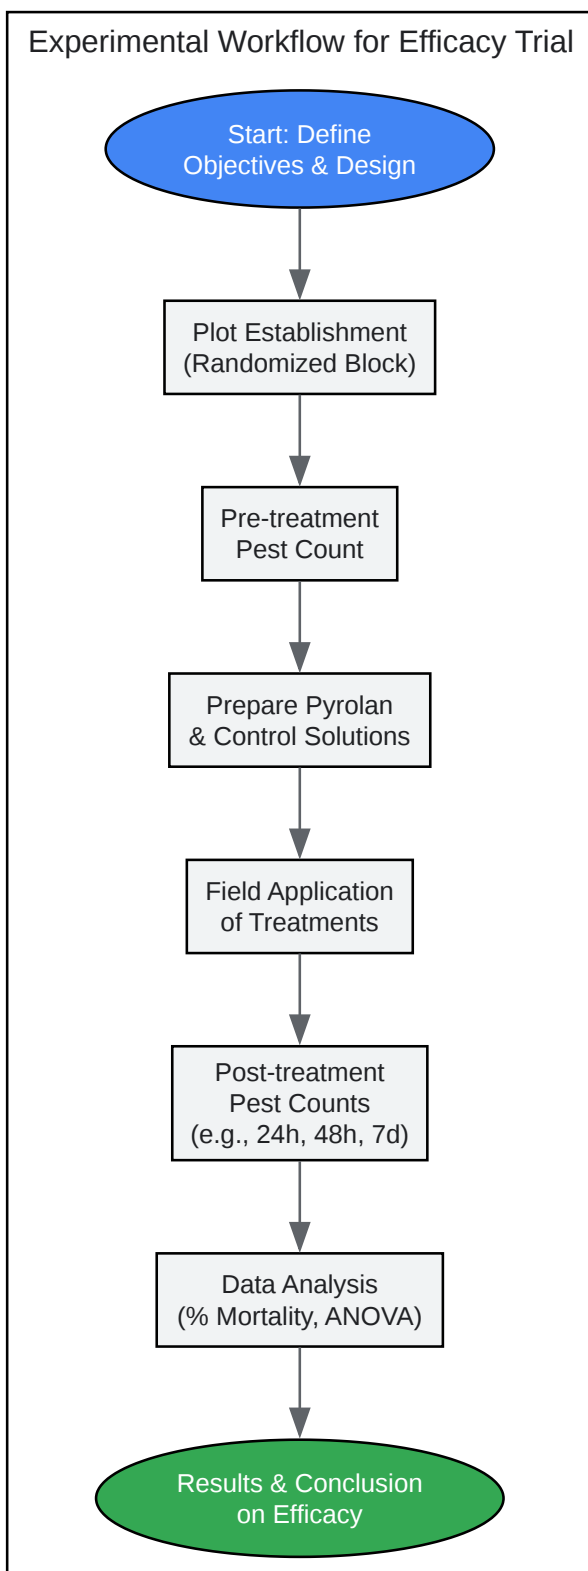 Experimental Workflow for Efficacy Trial
Start: Define
Objectives & Design
Plot Establishment
(Randomized Block)
Pre-treatment
Pest Count
Prepare Pyrolan
& Control Solutions
Field Application
of Treatments
Post-treatment
Pest Counts
(e.g., 24h, 48h, 7d)
Data Analysis
(% Mortality, ANOVA)
Results & Conclusion
on Efficacy